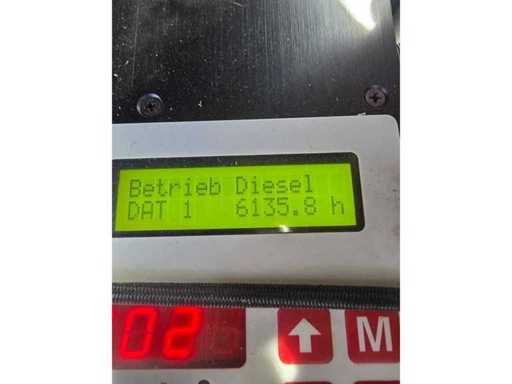 Betrieb Diesel
DAT 1 6135.8 h
02
M